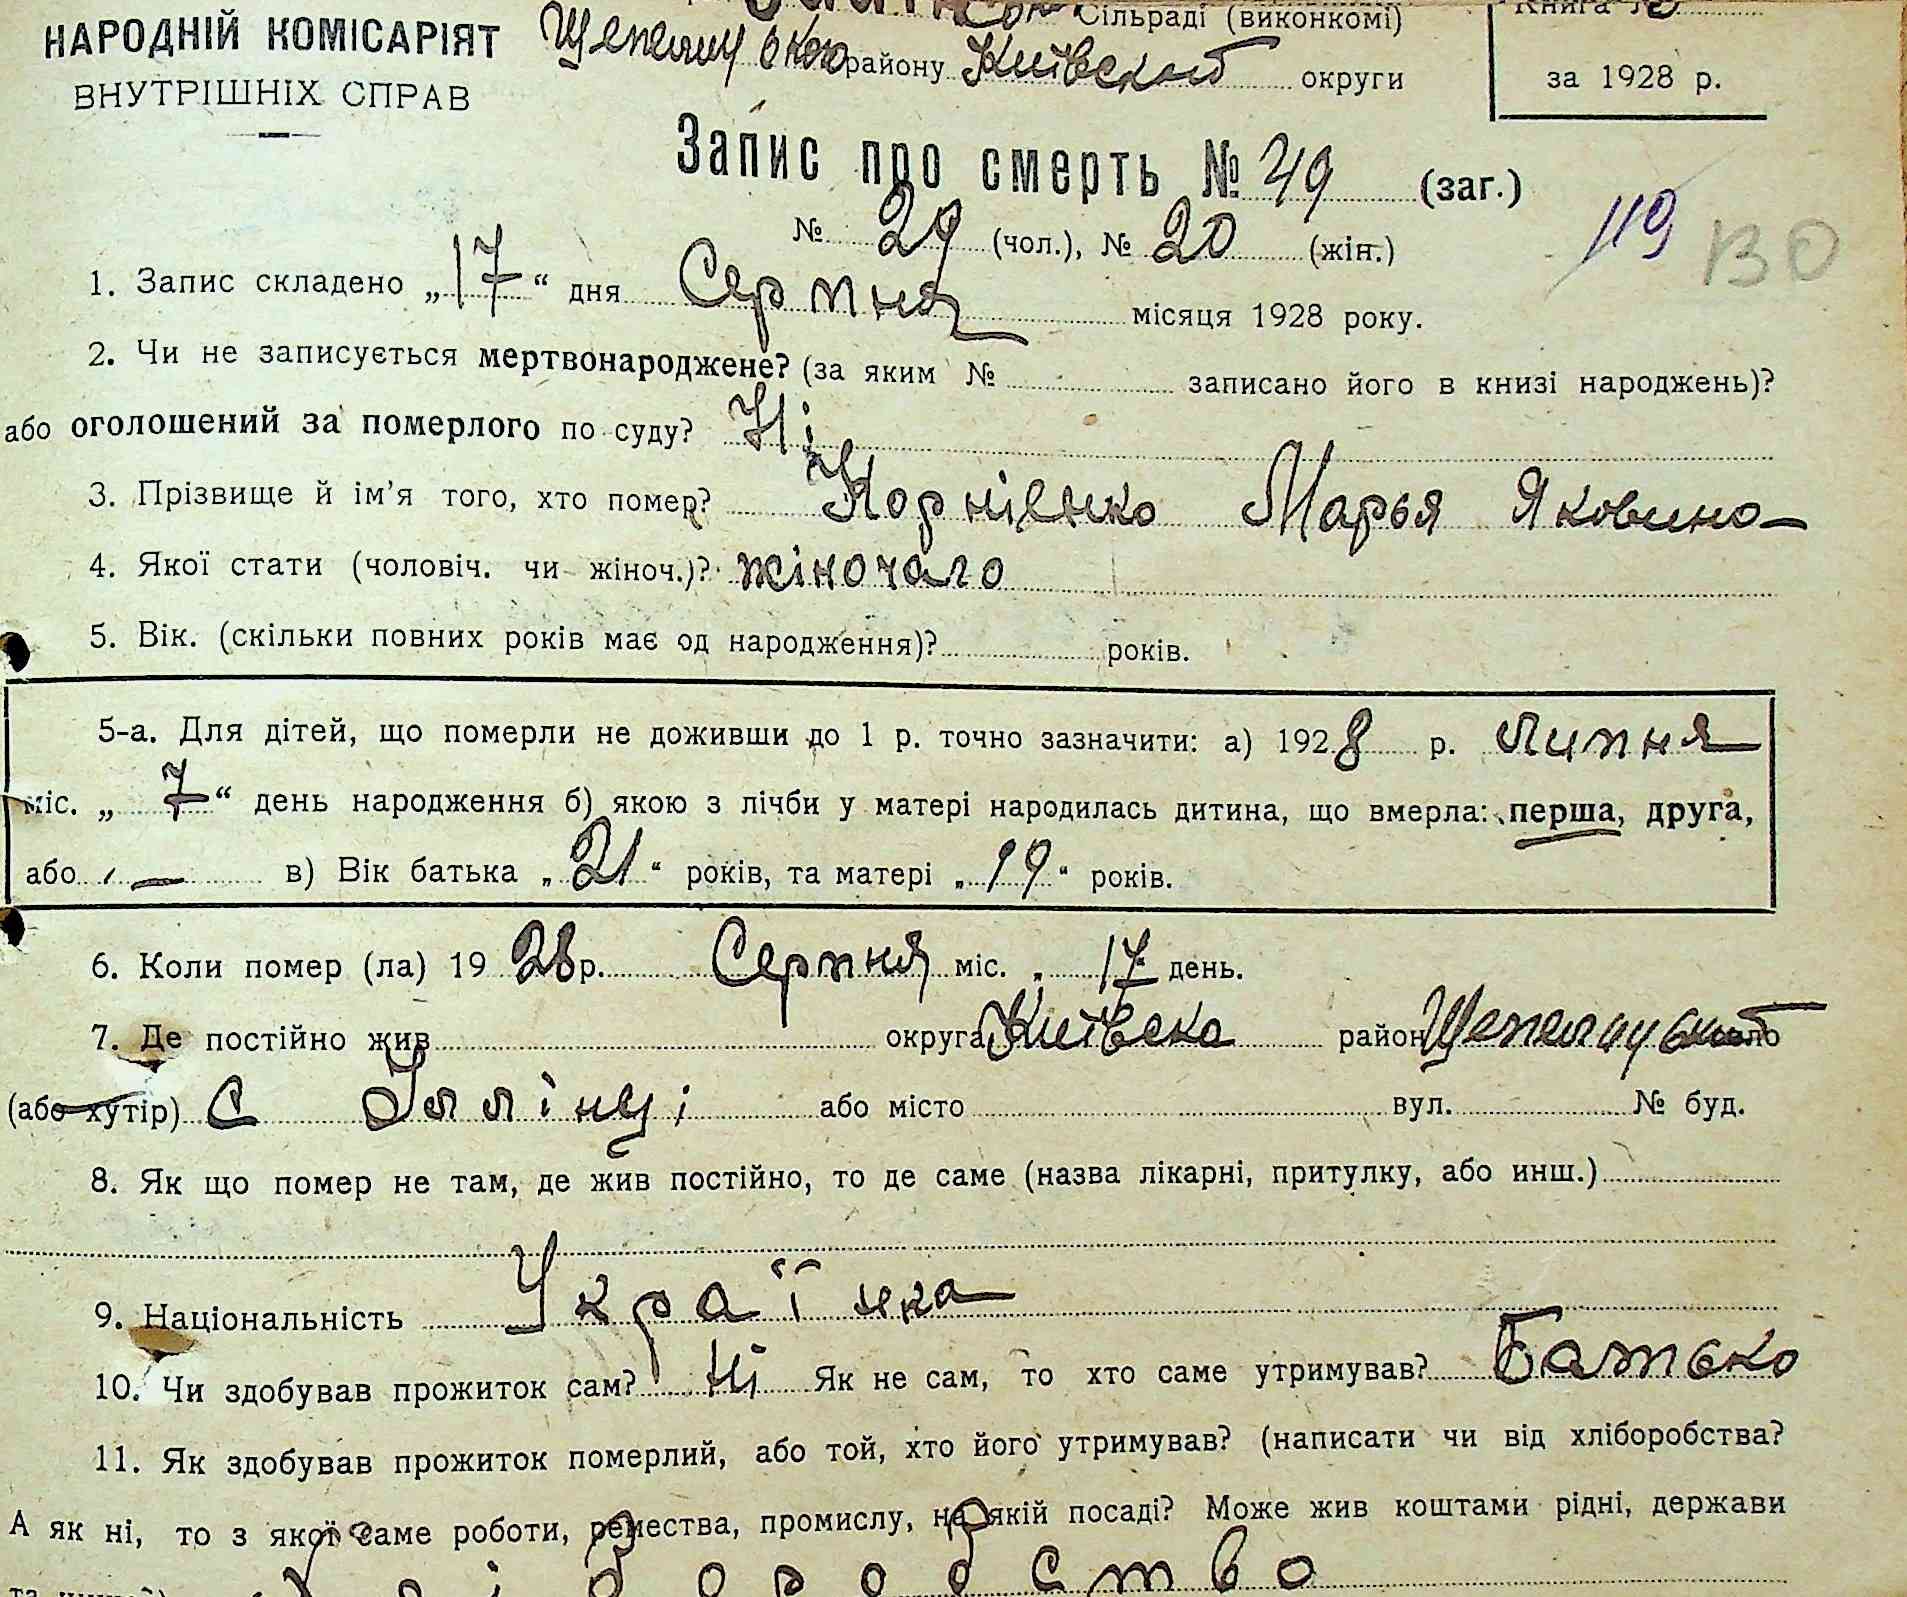 Сільраді (виконкомі)
НАРОДНІЙ КОМІСАРІЯТ
ВНУТРІШНІХ СПРАВ
району Київської округи
Книга №
за 1928 р.
Запис про смерть № 49 (заг.)
№ 29 (чол.), № 20 (жін.)
119 130
1. Запис складено „17“ дня Серпня місяця 1928 року.
2. Чи не записується мертвонароджене? (за яким № записано його в книзі народжень)?
або оголошений за померлого по суду? Ні
3. Прізвище й ім’я того, хто помер? Корнієнко Марья Яковино
4. Якої стати (чоловіч. чи жіноч.)? жіночаго
5. Вік. (скільки повних років має од народження)? років.
5-а. Для дітей, що померли не доживши до 1 р. точно зазначити: а) 1928 р. Липня
міс. „7“ день народження б) якою з лічби у матері народилась дитина, що вмерла: перша, друга,
або — в) Вік батька „21“ років, та матері „19“ років.
6. Коли помер (ла) 1928 р. Серпня міс. „17 день.
7. Де постійно жив округа Київска район село
(або хутір) с Іллінці або місто вул. № буд.
8. Як що помер не там, де жив постійно, то де саме (назва лікарні, притулку, або инш.)
9. Національність Українка
10. Чи здобував прожиток сам? Ні Як не сам, то хто саме утримував? Батько
11. Як здобував прожиток померлий, або той, хто його утримував? (написати чи від хліборобства?
А як ні, то з якої саме роботи, ремества, промислу, на якій посаді? Може жив коштами рідні, держави